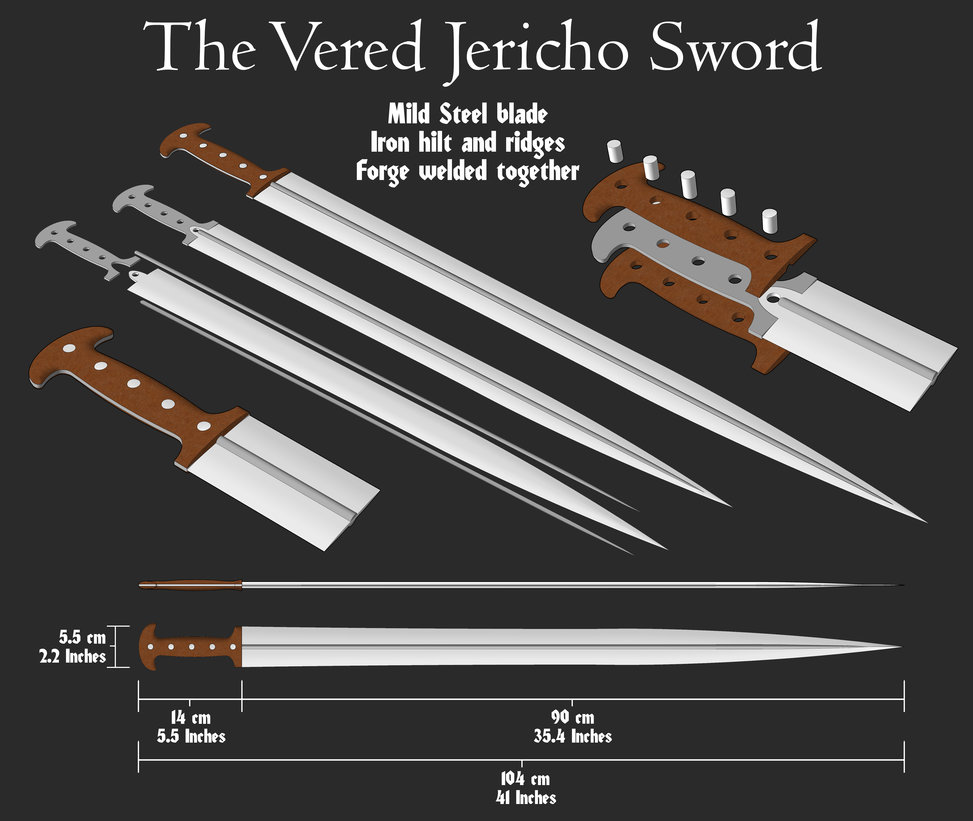 The Vered Jericho Sword
Mild Steel blade
Iron hilt and ridges
Forge welded together
5.5 cm
2.2 Inches
14 cm
5.5 Inches
90 cm
35.4 Inches
104 cm
41 Inches